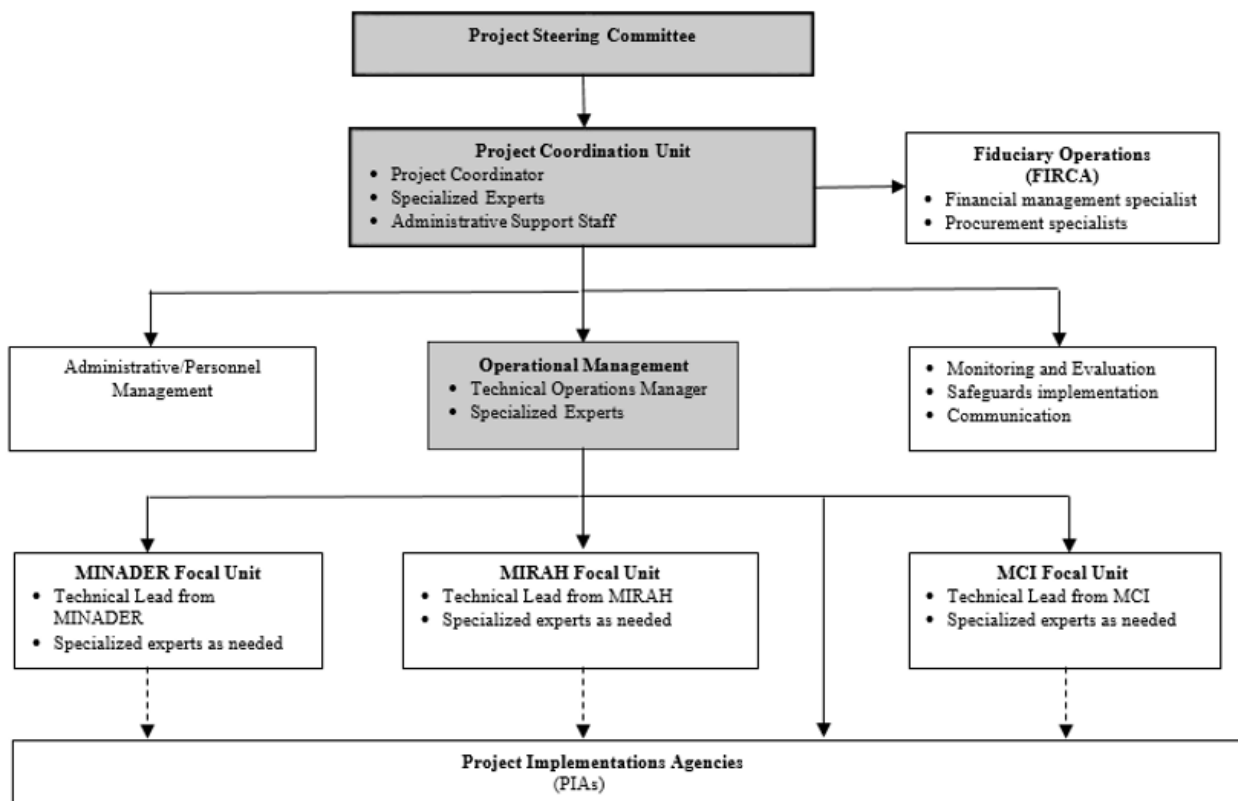 Project Steering Committee
Project Coordination Unit
• Project Coordinator
• Specialized Experts
• Administrative Support Staff
Fiduciary Operations
(FIRCA)
• Financial management specialist
• Procurement specialists
Administrative/Personnel
Management
Operational Management
• Technical Operations Manager
• Specialized Experts
• Monitoring and Evaluation
• Safeguards implementation
• Communication
MINADER Focal Unit
• Technical Lead from
MINADER
• Specialized experts as needed
MIRAH Focal Unit
• Technical Lead from MIRAH
• Specialized experts as needed
MCI Focal Unit
• Technical Lead from MCI
• Specialized experts as needed
Project Implementations Agencies
(PIAs)